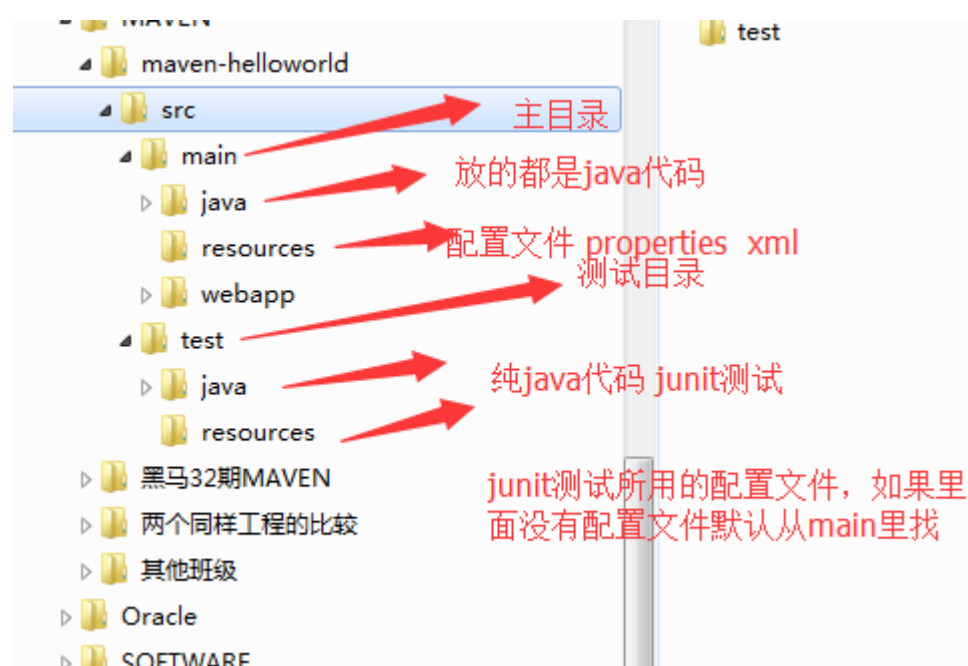 MAVEN
test
maven-helloworld
src
主目录
main
放的都是java代码
java
resources
配置文件 properties xml
测试目录
webapp
test
java
纯java代码 junit测试
resources
黑马32期MAVEN
junit测试所用的配置文件，如果里
面没有配置文件默认从main里找
两个同样工程的比较
其他班级
Oracle
SOFTWARE